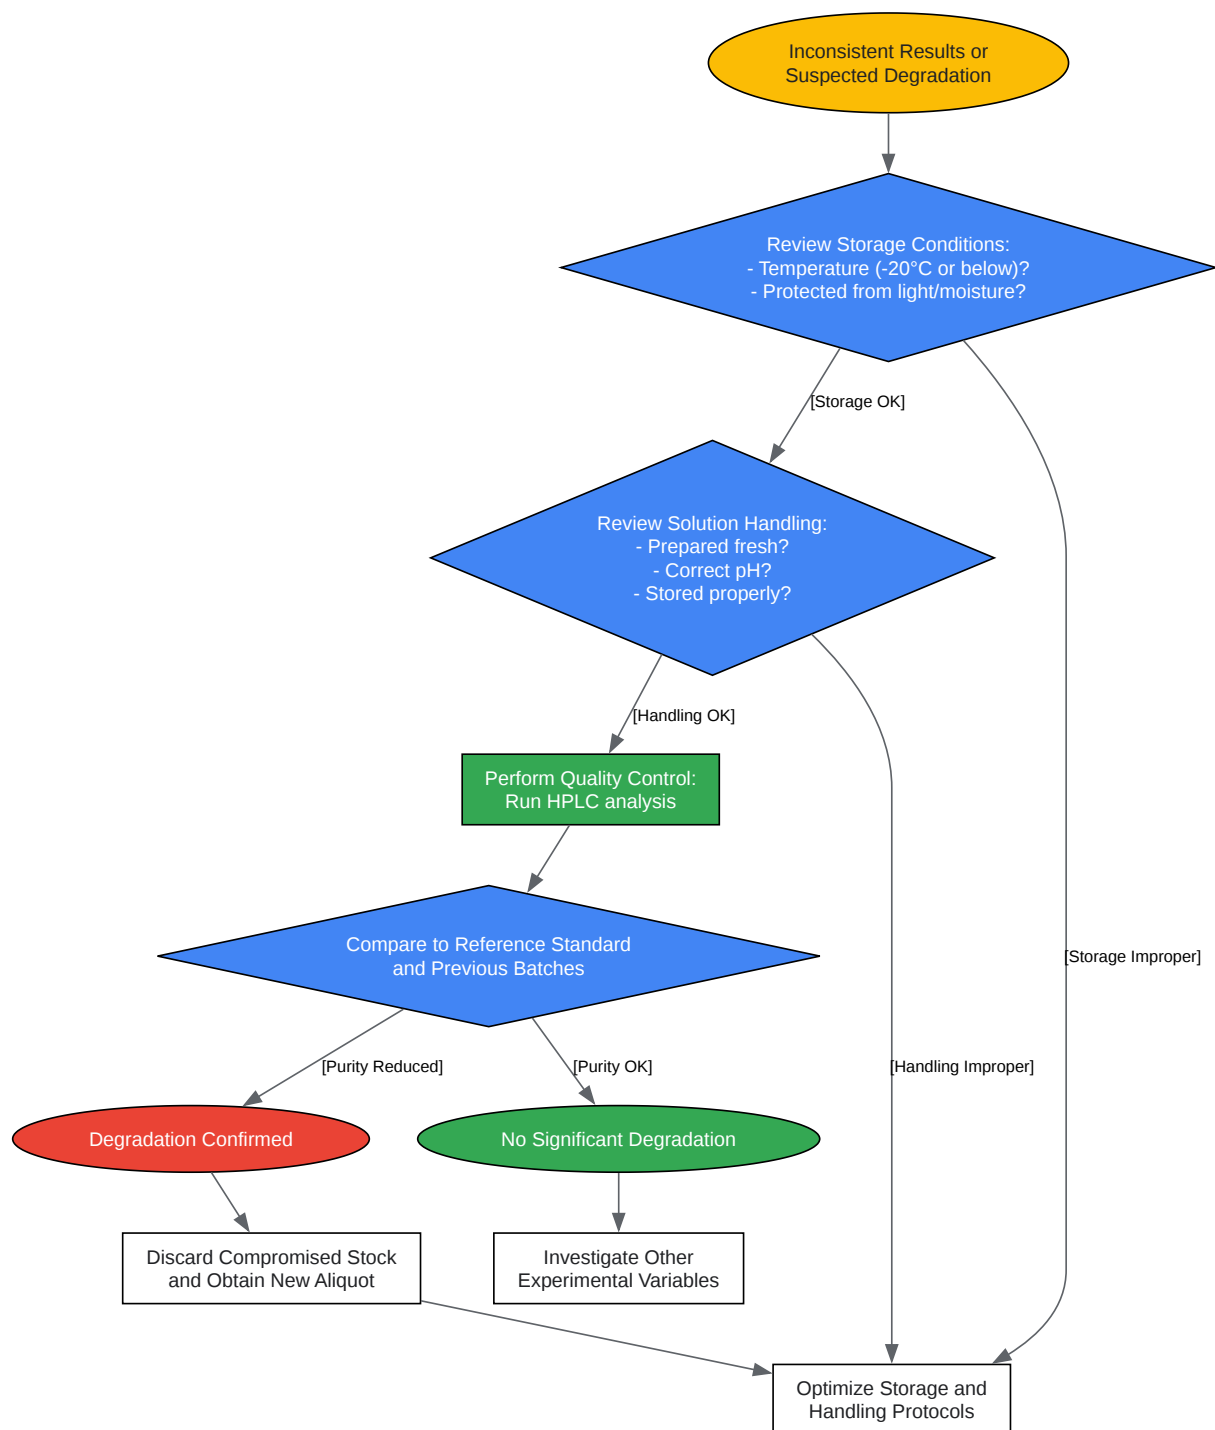 Inconsistent Results or
Suspected Degradation
Review Storage Conditions:
- Temperature (-20°C or below)?
- Protected from light/moisture?
[Storage OK]
Review Solution Handling:
- Prepared fresh?
- Correct pH?
- Stored properly?
[Handling OK]
Perform Quality Control:
Run HPLC analysis
Compare to Reference Standard
and Previous Batches
[Storage Improper]
[Purity Reduced]
[Purity OK]
[Handling Improper]
Degradation Confirmed
No Significant Degradation
Discard Compromised Stock
and Obtain New Aliquot
Investigate Other
Experimental Variables
Optimize Storage and
Handling Protocols